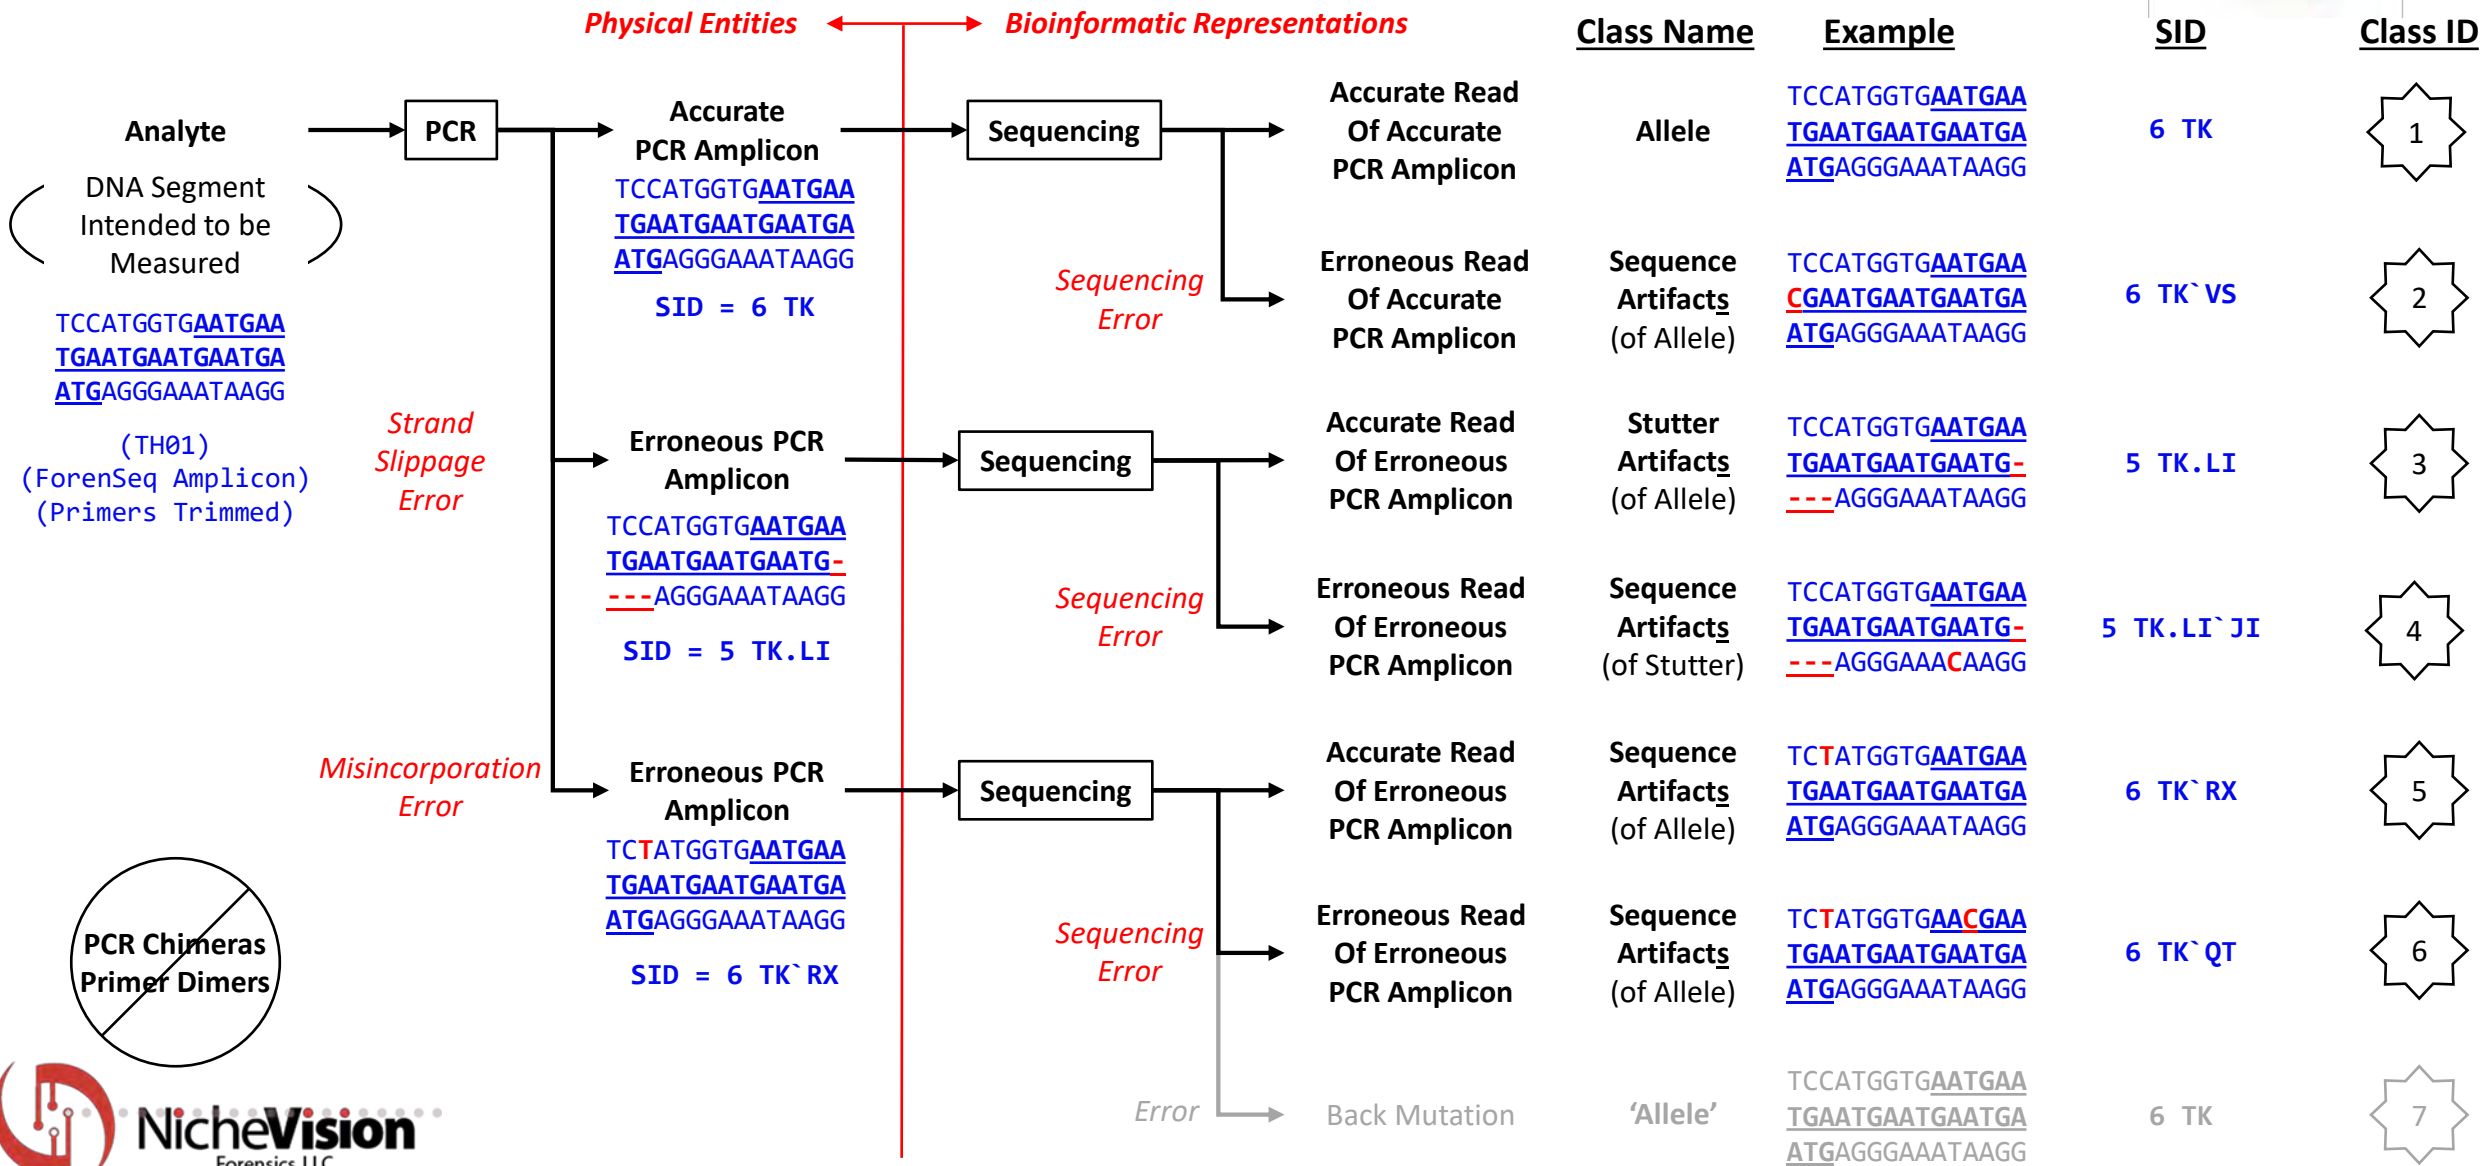 Physical Entities
Bioinformatic Representations
Class Name
Example
SID
Class ID
Analyte
DNA Segment
Intended to be
Measured
TCCATGGTGAATGAA
TGAATGAATGAATGA
ATGAGGGAAATAAGG
(TH01)
(ForenSeq Amplicon)
(Primers Trimmed)
PCR
Accurate
PCR Amplicon
TCCATGGTGAATGAA
TGAATGAATGAATGA
ATGAGGGAAATAAGG
SID = 6 TK
Sequencing
Accurate Read
Of Accurate
PCR Amplicon
Allele
TCCATGGTGAATGAA
TGAATGAATGAATGA
ATGAGGGAAATAAGG
6 TK
1
Sequencing
Error
Erroneous Read
Of Accurate
PCR Amplicon
Sequence
Artifacts
(of Allele)
TCCATGGTGAATGAA
CGAATGAATGAATGA
ATGAGGGAAATAAGG
6 TK`VS
2
Strand
Slippage
Error
Erroneous PCR
Amplicon
TCCATGGTGAATGAA
TGAATGAATGAATG-
---AGGGAAATAAGG
SID = 5 TK.LI
Sequencing
Accurate Read
Of Erroneous
PCR Amplicon
Stutter
Artifacts
(of Allele)
TCCATGGTGAATGAA
TGAATGAATGAATG-
---AGGGAAATAAGG
5 TK.LI
3
Sequencing
Error
Erroneous Read
Of Erroneous
PCR Amplicon
Sequence
Artifacts
(of Stutter)
TCCATGGTGAATGAA
TGAATGAATGAATG-
---AGGGAAACAAGG
5 TK.LI`JI
4
Misincorporation
Error
Erroneous PCR
Amplicon
TCTATGGTGAATGAA
TGAATGAATGAATGA
ATGAGGGAAATAAGG
SID = 6 TK`RX
Sequencing
Accurate Read
Of Erroneous
PCR Amplicon
Sequence
Artifacts
(of Allele)
TCTATGGTGAATGAA
TGAATGAATGAATGA
ATGAGGGAAATAAGG
6 TK`RX
5
Sequencing
Error
Erroneous Read
Of Erroneous
PCR Amplicon
Sequence
Artifacts
(of Allele)
TCTATGGTGAACGAA
TGAATGAATGAATGA
ATGAGGGAAATAAGG
6 TK`QT
6
PCR Chimeras
Primer Dimers
Error
Back Mutation
‘Allele’
TCCATGGTGAATGAA
TGAATGAATGAATGA
ATGAGGGAAATAAGG
6 TK
7
NicheVision
Forensics LLC